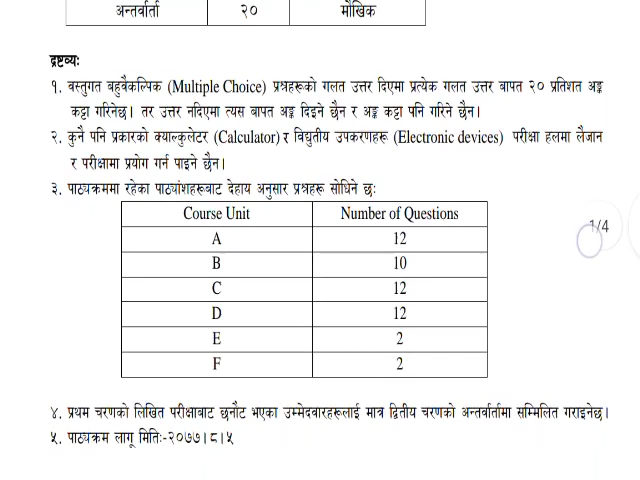 अन्तर्वार्ता २० मौखिक
द्रष्टव्यः
१. वस्तुगत बहुवैकल्पिक (Multiple Choice) प्रश्नहरूको गलत उत्तर दिएमा प्रत्येक गलत उत्तर बापत २० प्रतिशत अङ्क
कट्टा गरिनेछ। तर उत्तर नदिएमा त्यस बापत अङ्क दिइने छैन र अङ्क कट्टा पनि गरिने छैन।
२. कुनै पनि प्रकारको क्याल्कुलेटर (Calculator) र विद्युतीय उपकरणहरू (Electronic devices) परीक्षा हलमा लैजान
र परीक्षामा प्रयोग गर्न पाइने छैन।
३. पाठ्यक्रममा रहेका पाठ्यांशहरूबाट देहाय अनुसार प्रश्नहरू सोधिने छः
Course Unit Number of Questions
A 12
B 10
C 12
D 12
E 2
F 2
1/4
४. प्रथम चरणको लिखित परीक्षाबाट छनौट भएका उम्मेदवारहरूलाई मात्र द्वितीय चरणको अन्तर्वार्तामा सम्मिलित गराइनेछ।
५. पाठ्यक्रम लागू मितिः-२०७७।८।५